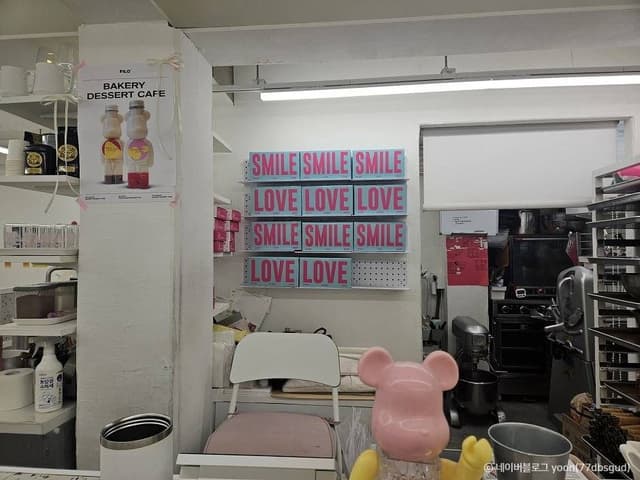 FILO
BAKERY
DESSERT CAFE
SMILE SMILE SMILE
LOVE LOVE LOVE
SMILE SMILE SMILE
LOVE LOVE
ⓒ네이버블로그 yoon(77dbsgud)